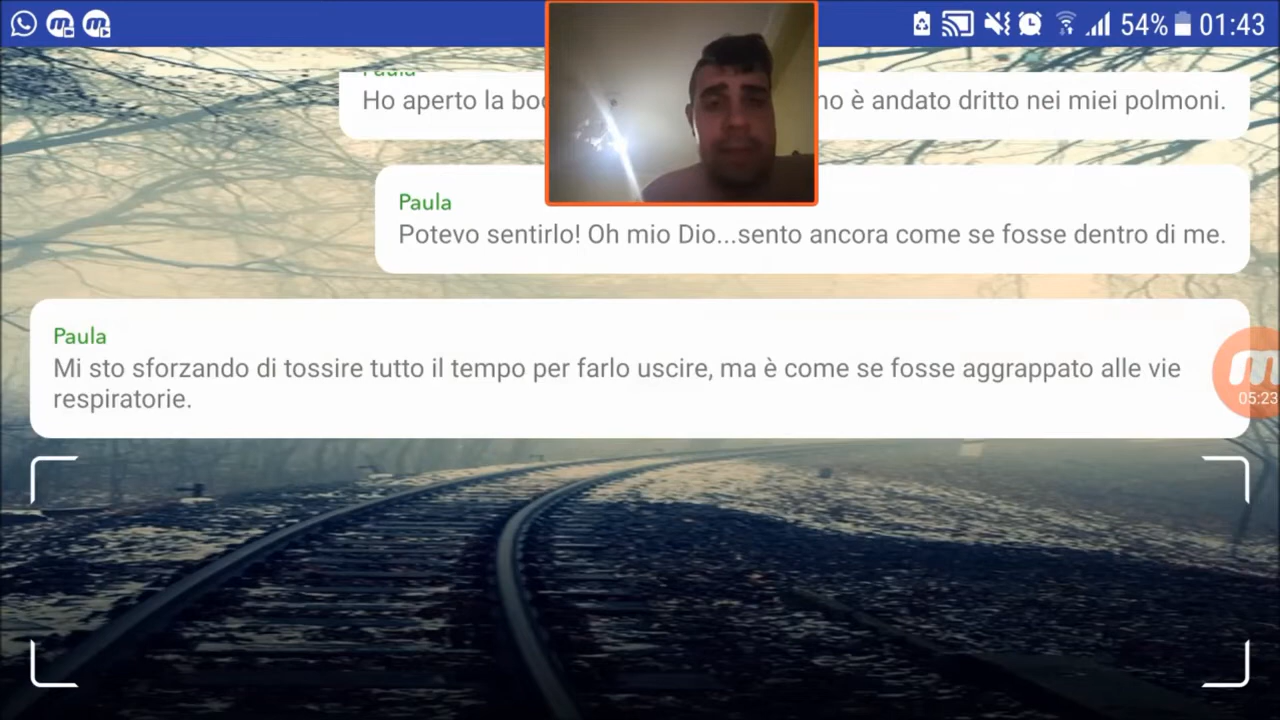 54% 01:43
Paula
Ho aperto la boc no è andato dritto nei miei polmoni.
Paula
Potevo sentirlo! Oh mio Dio...sento ancora come se fosse dentro di me.
Paula
Mi sto sforzando di tossire tutto il tempo per farlo uscire, ma è come se fosse aggrappato alle vie
respiratorie.
05:23